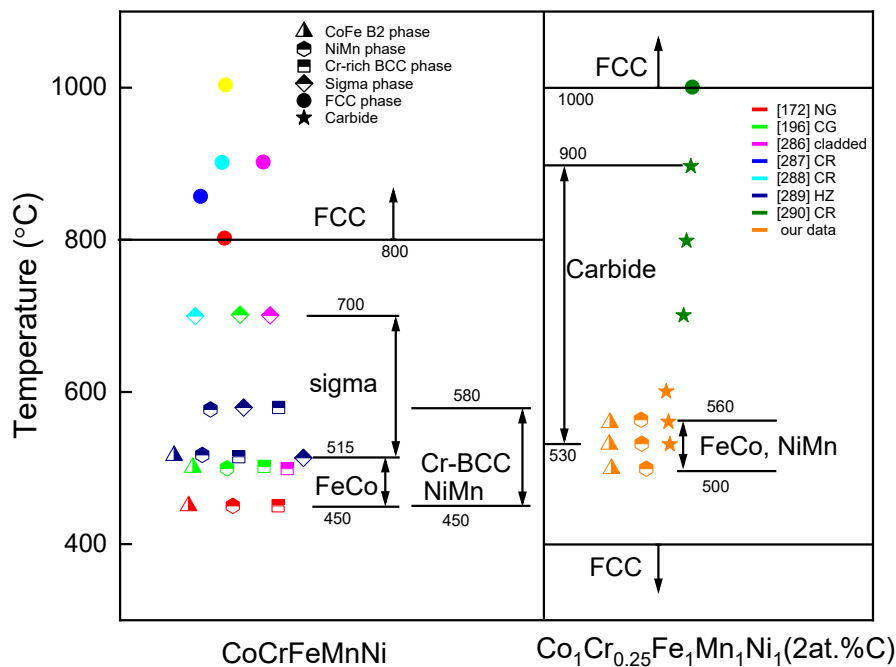 Temperature (°C)
1000
800
600
400
CoFe B2 phase
NiMn phase
Cr-rich BCC phase
Sigma phase
FCC phase
Carbide
FCC
800
700
sigma
515
FeCo
450
580
Cr-BCC
NiMn
450
CoCrFeMnNi
FCC
1000
[172] NG
[196] CG
[286] cladded
[287] CR
[288] CR
[289] HZ
[290] CR
our data
900
Carbide
530
560
FeCo, NiMn
500
FCC
Co₁Cr₀.₂₅Fe₁Mn₁Ni₁(2at.%C)